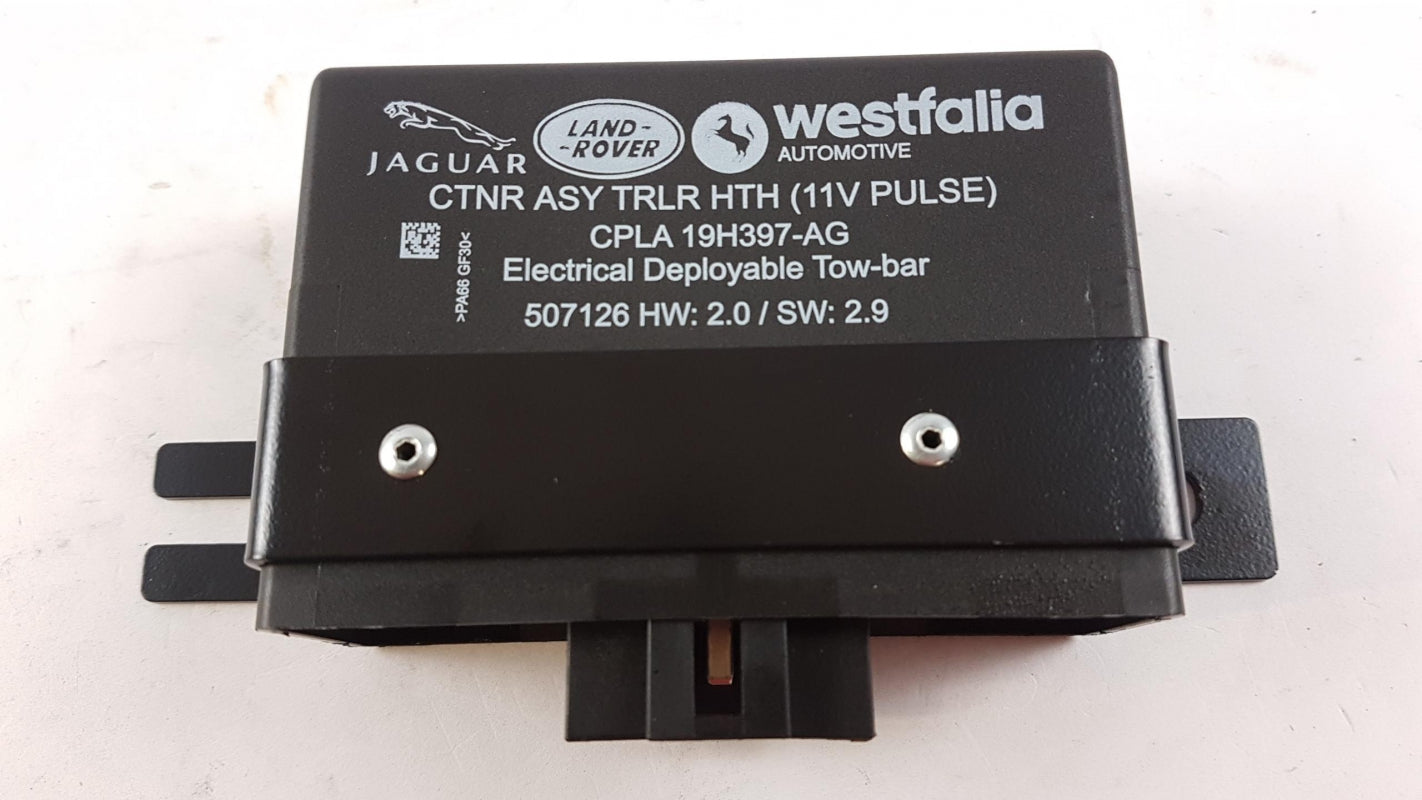 JAGUAR
LAND-
-ROVER
westfalia
AUTOMOTIVE
CTNR ASY TRLR HTH (11V PULSE)
CPLA 19H397-AG
Electrical Deployable Tow-bar
507126 HW: 2.0 / SW: 2.9
>PA66 GF30<